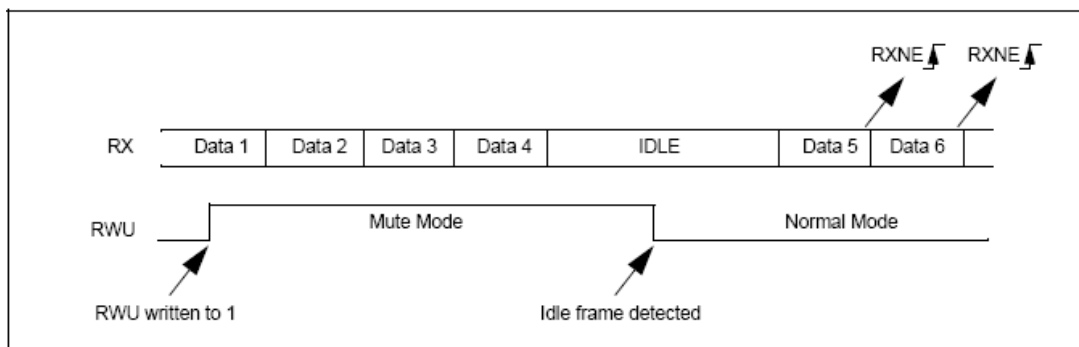 RXNE RXNE
RX Data 1 Data 2 Data 3 Data 4 IDLE Data 5 Data 6
RWU Mute Mode Normal Mode
RWU written to 1 Idle frame detected